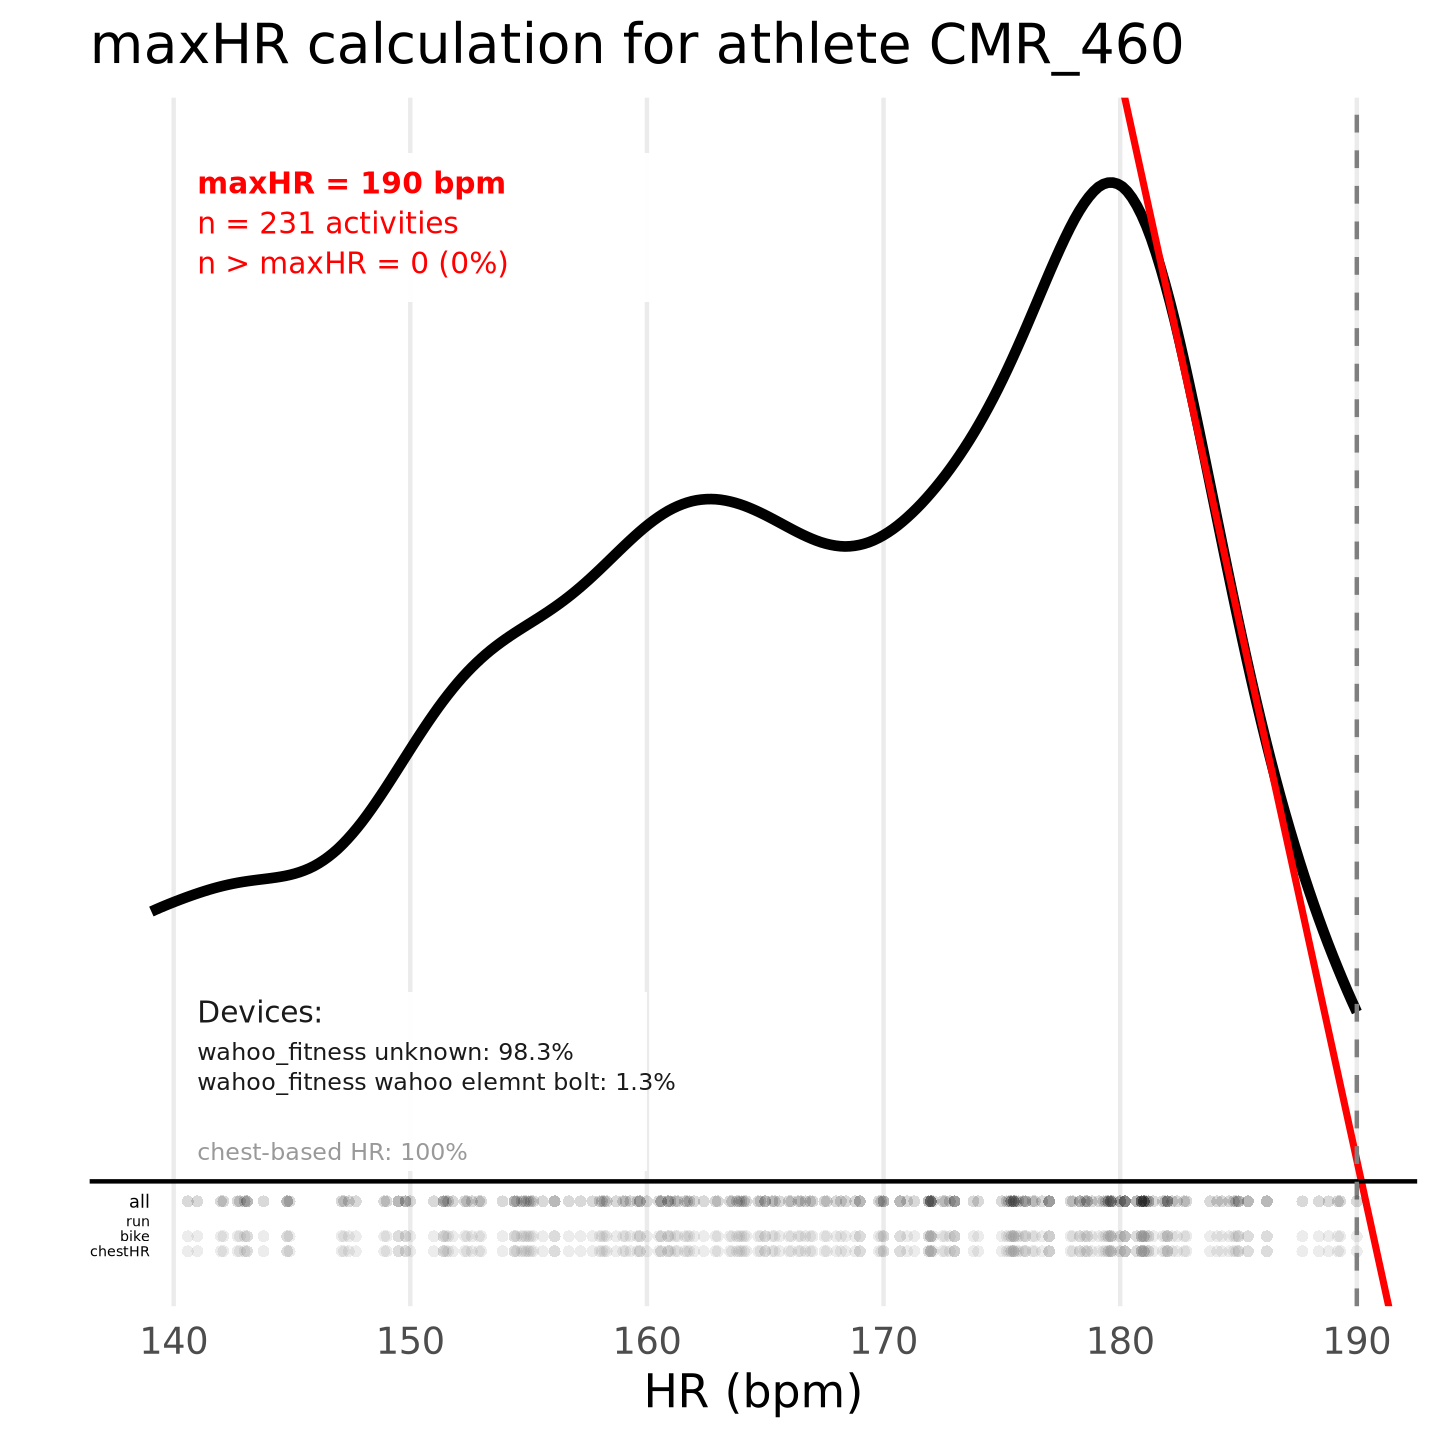 maxHR calculation for athlete CMR_460
maxHR = 190 bpm
n = 231 activities
n > maxHR = 0 (0%)
Devices:
wahoo_fitness unknown: 98.3%
wahoo_fitness wahoo elemnt bolt: 1.3%
chest-based HR: 100%
all
run
bike
chestHR
140 150 160 170 180 190
HR (bpm)